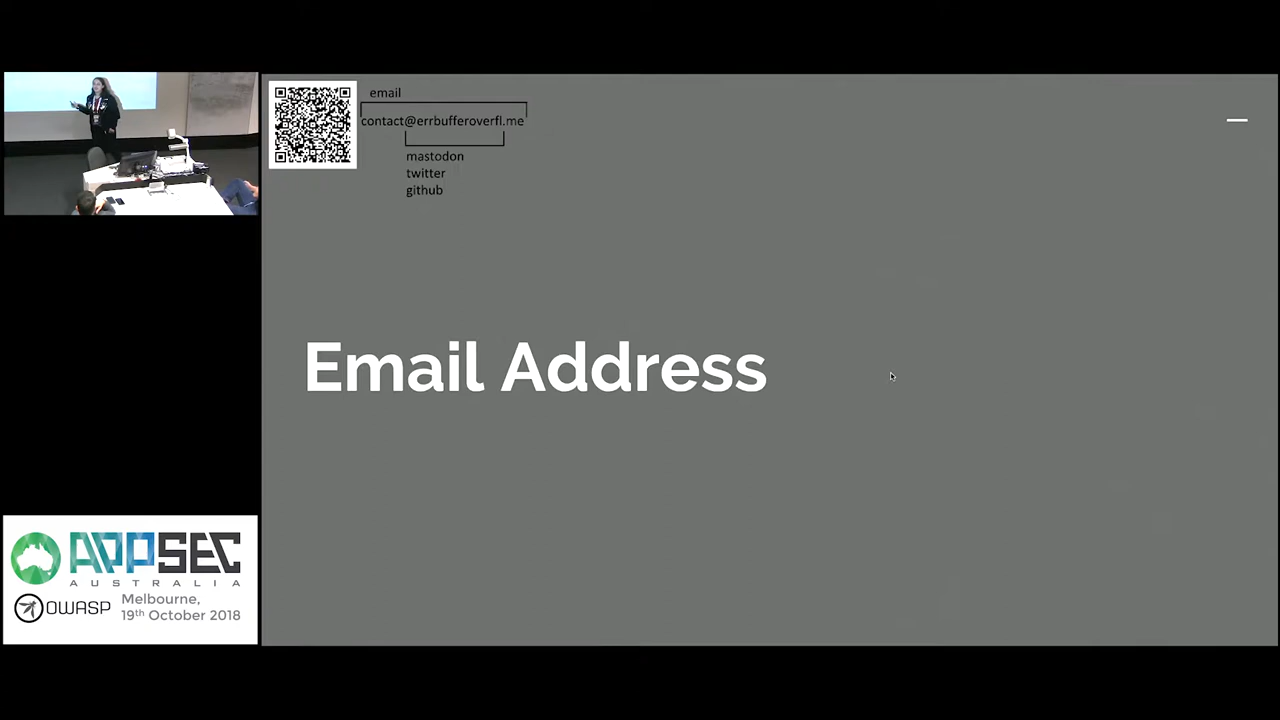 email
contact@errbufferoverfl.me
mastodon
twitter
github
Email Address
APPSEC
AUSTRALIA
OWASP
Melbourne,
19th October 2018